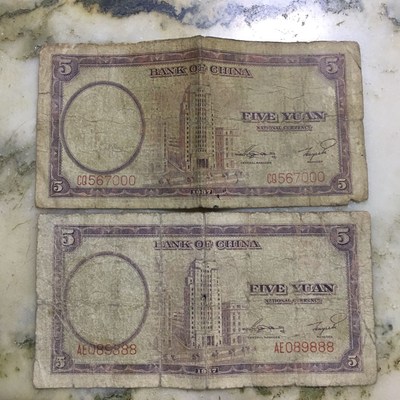 5 5
BANK OF CHINA
FIVE YUAN
NATIONAL CURRENCY
CQ567000 CQ567000
5 1937 5
5 5
BANK OF CHINA
FIVE YUAN
NATIONAL CURRENCY
AE089888 AE089888
5 1937 5